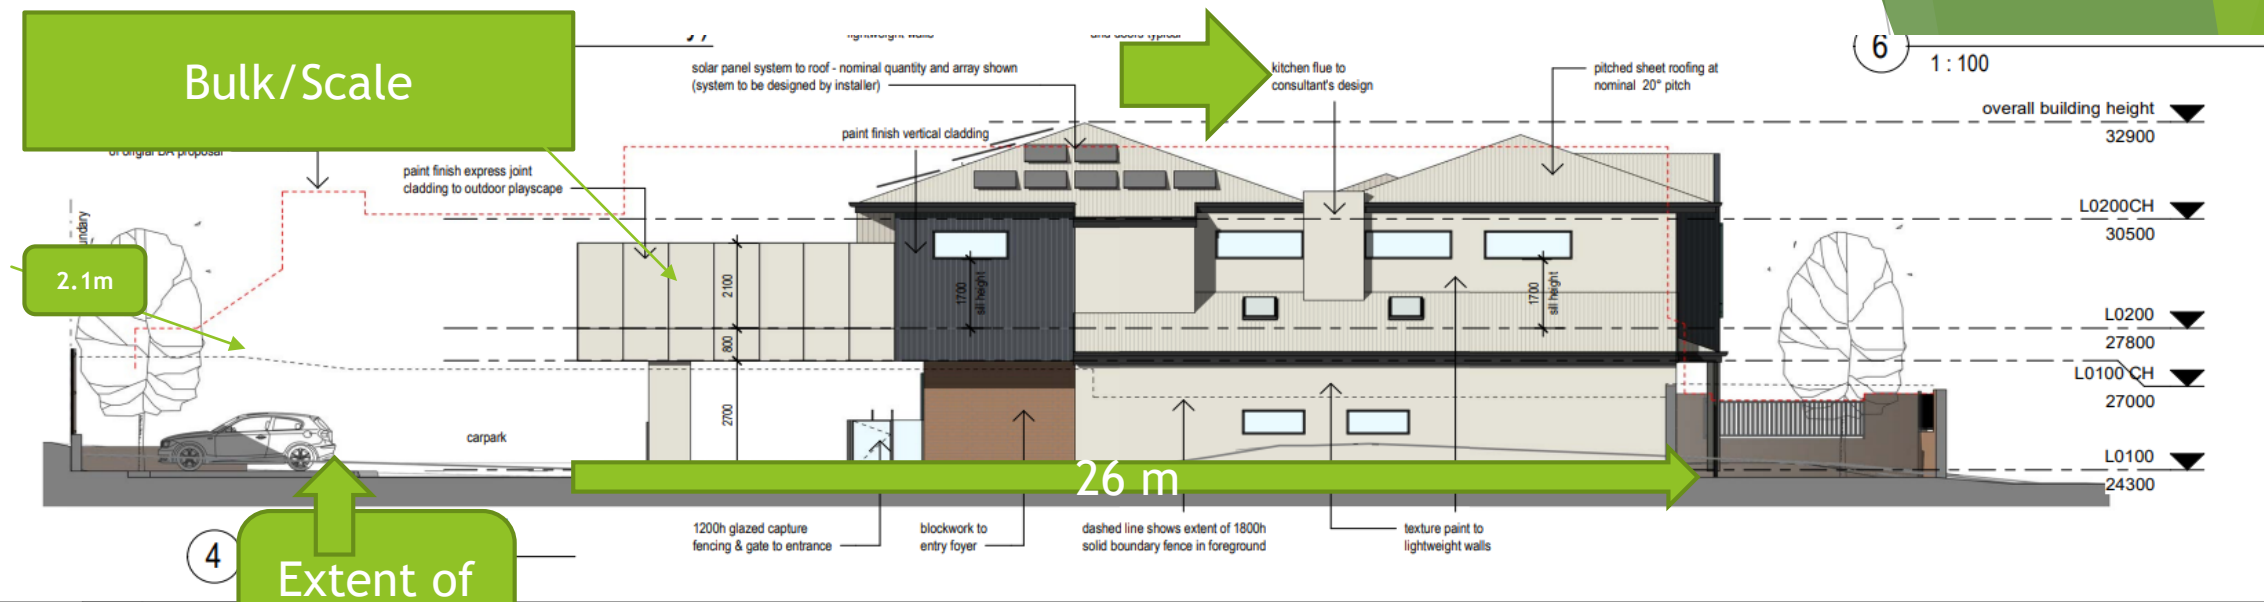 Bulk/Scale
solar panel system to roof - nominal quantity and array shown
(system to be designed by installer)
kitchen flue to
consultant's design
pitched sheet roofing at
nominal 20° pitch
6
1 : 100
overall building height
32900
paint finish vertical cladding
paint finish express joint
cladding to outdoor playscape
L0200CH
30500
2.1m
2100
1700
sill height
1700
sill height
L0200
27800
800
L0100 CH
27000
2700
carpark
L0100
24300
26 m
1200h glazed capture
fencing & gate to entrance
blockwork to
entry foyer
dashed line shows extent of 1800h
solid boundary fence in foreground
texture paint to
lightweight walls
4
Extent of